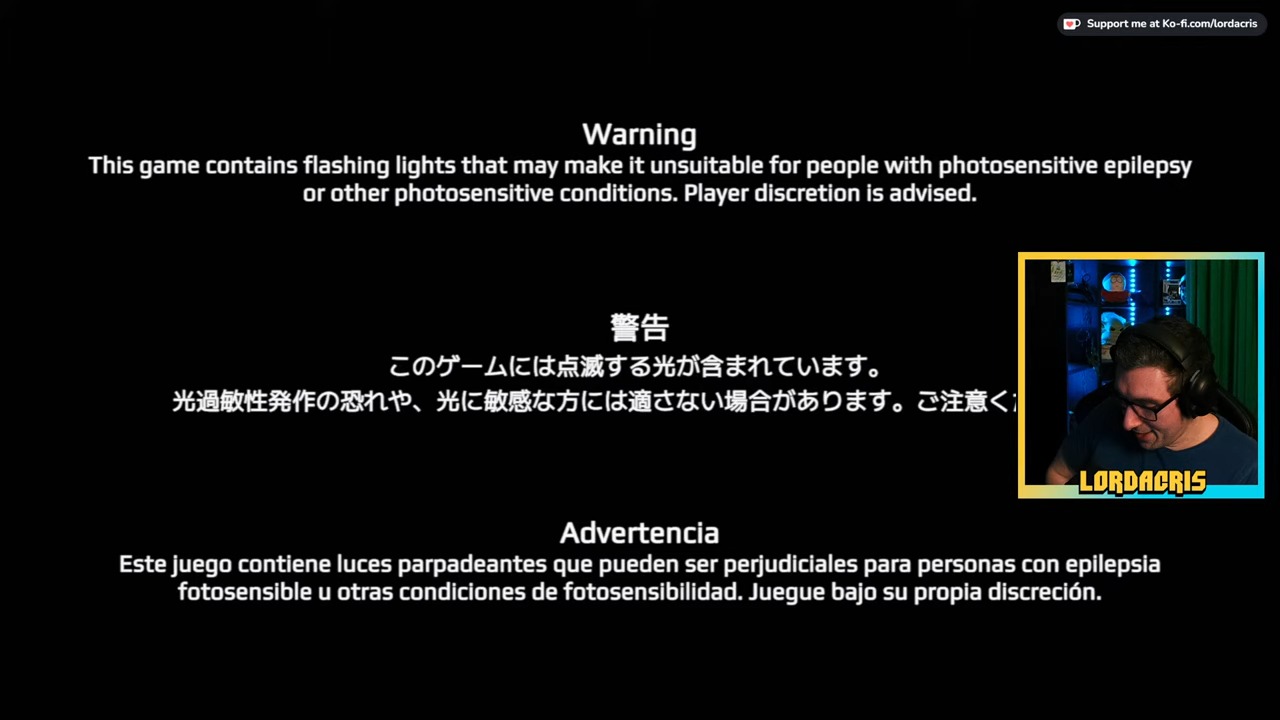 Support me at Ko-fi.com/lordacris
Warning
This game contains flashing lights that may make it unsuitable for people with photosensitive epilepsy
or other photosensitive conditions. Player discretion is advised.
警告
このゲームには点滅する光が含まれています。
光過敏性発作の恐れや、光に敏感な方には適さない場合があります。ご注意く
LORDACRIS
Advertencia
Este juego contiene luces parpadeantes que pueden ser perjudiciales para personas con epilepsia
fotosensible u otras condiciones de fotosensibilidad. Juegue bajo su propia discreción.